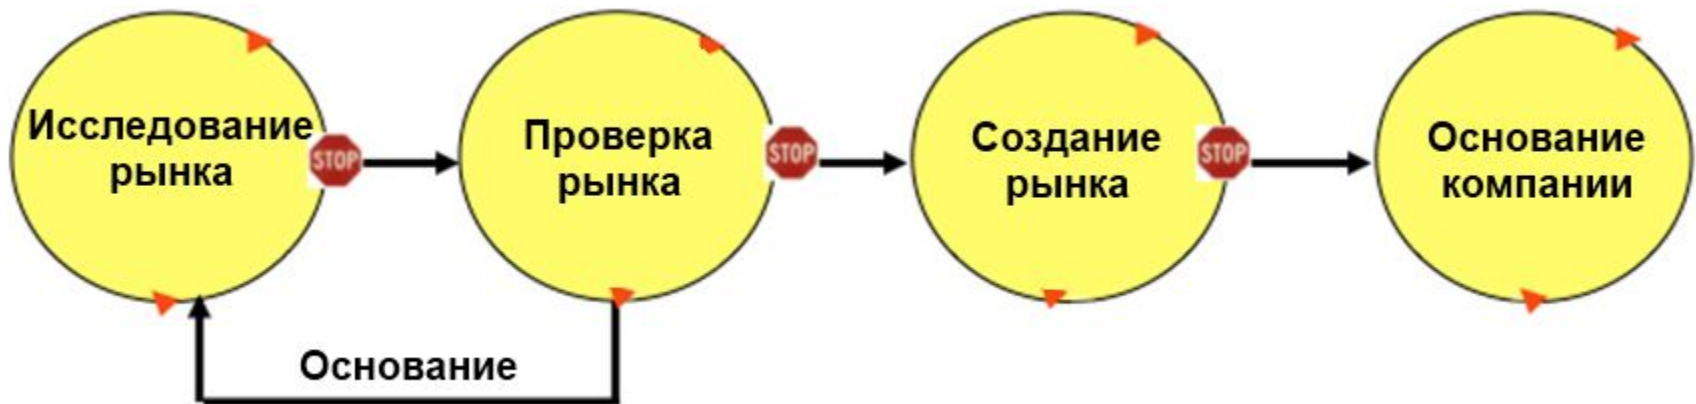 Исследование
рынка
STOP
Проверка
рынка
STOP
Создание
рынка
STOP
Основание
компании
Основание